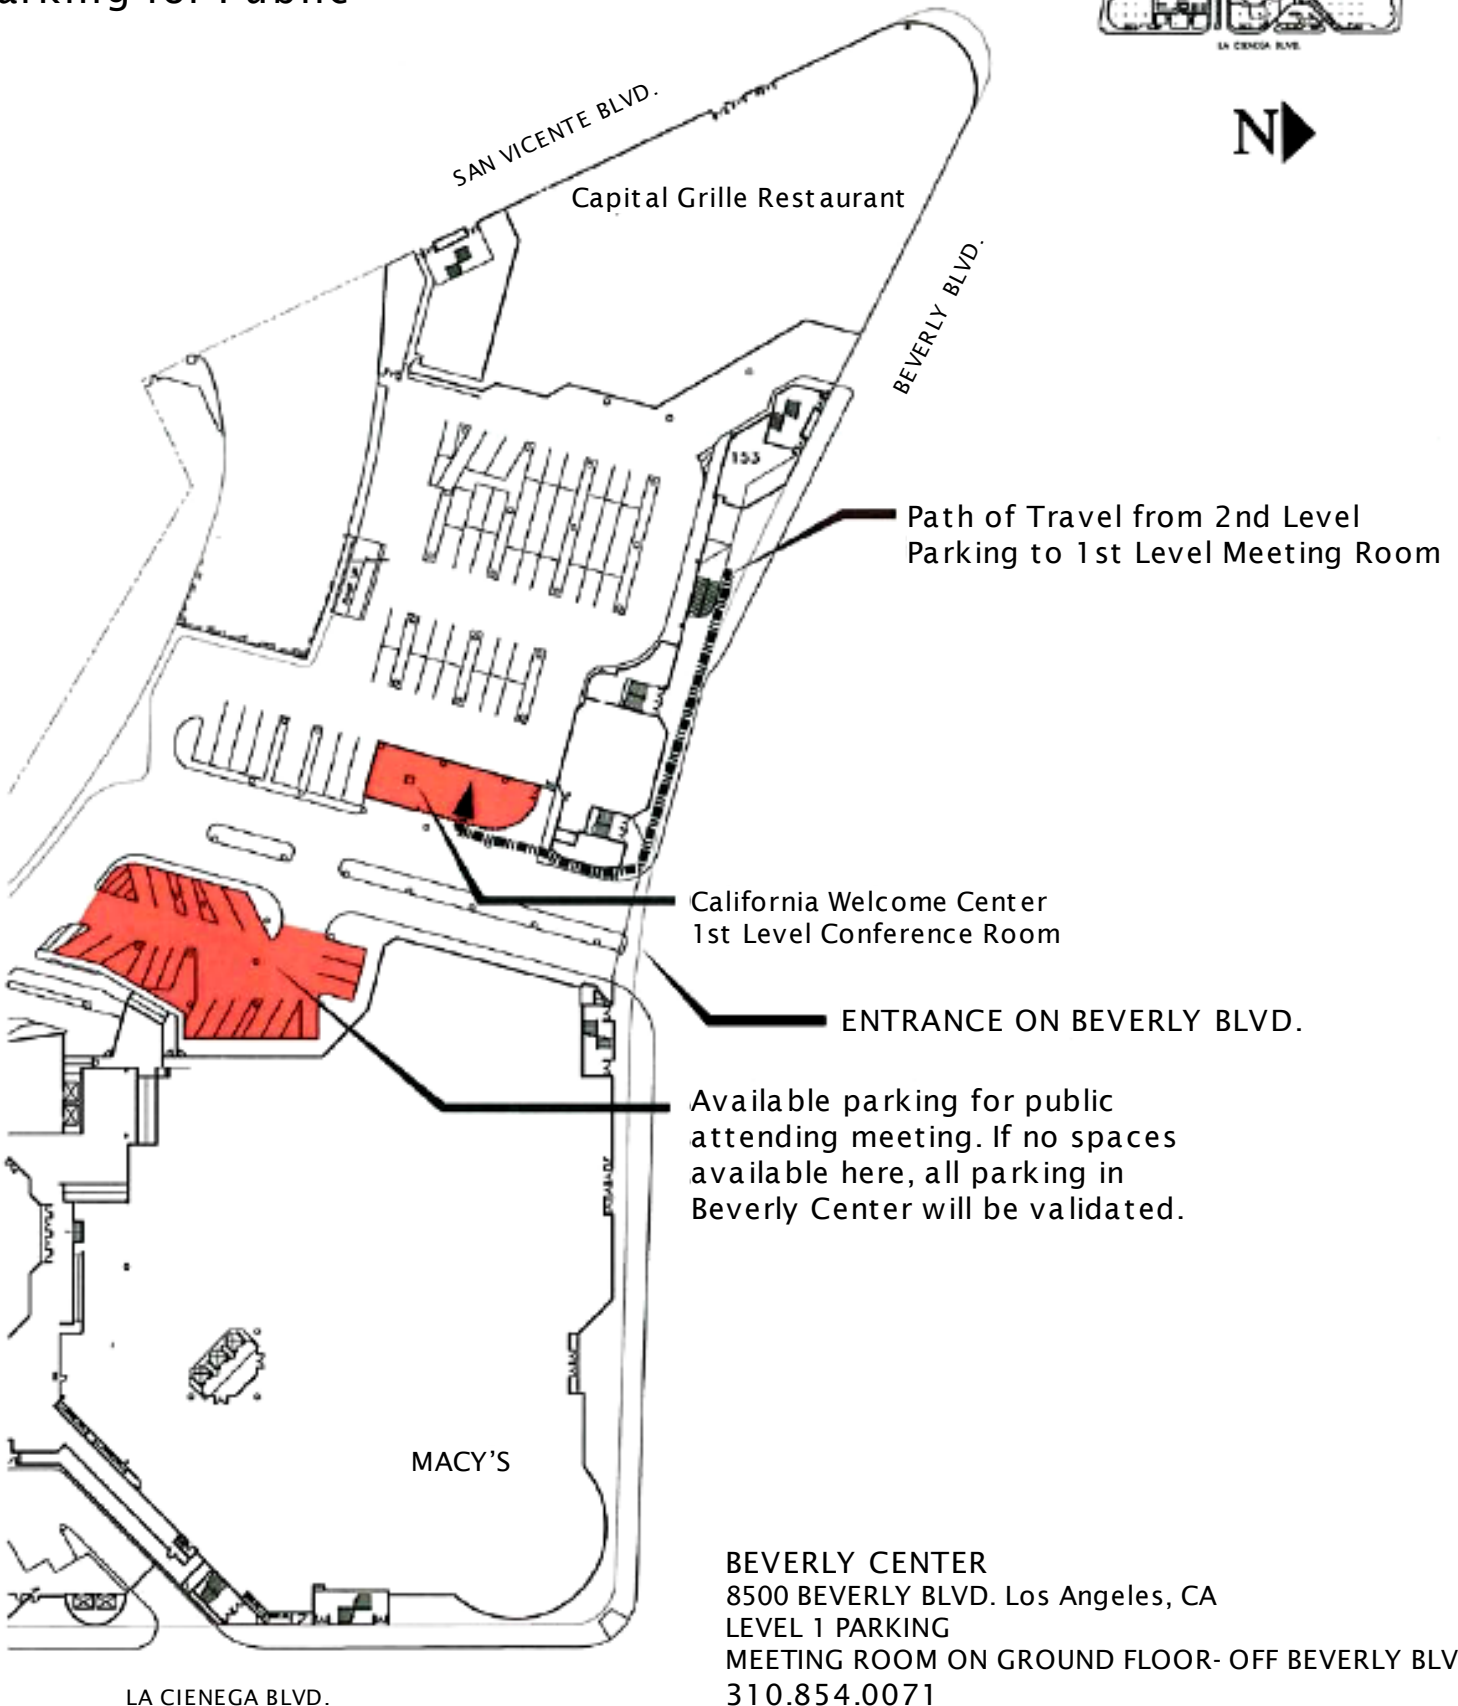 arking for Public
LA CIENEGA BLVD.
N
SAN VICENTE BLVD.
Capital Grille Restaurant
BEVERLY BLVD.
153
Path of Travel from 2nd Level
Parking to 1st Level Meeting Room
California Welcome Center
1st Level Conference Room
ENTRANCE ON BEVERLY BLVD.
Available parking for public
attending meeting. If no spaces
available here, all parking in
Beverly Center will be validated.
MACY'S
BEVERLY CENTER
8500 BEVERLY BLVD. Los Angeles, CA
LEVEL 1 PARKING
MEETING ROOM ON GROUND FLOOR- OFF BEVERLY BLV
310.854.0071
LA CIENEGA BLVD.